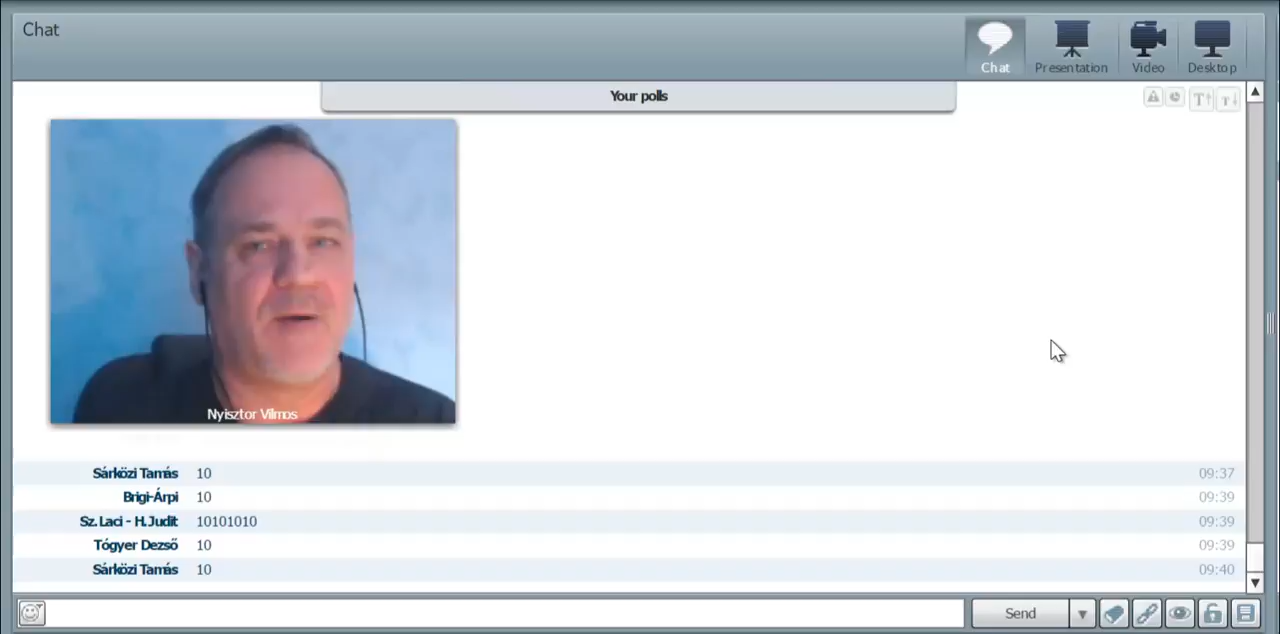 Chat
Chat Presentation Video Desktop
Your polls
Nyisztor Vilmos
Sárközi Tamás 10 09:37
Brigi-Árpi 10 09:39
Sz. Laci - H. Judit 10101010 09:39
Tógyer Dezső 10 09:39
Sárközi Tamás 10 09:40
Send